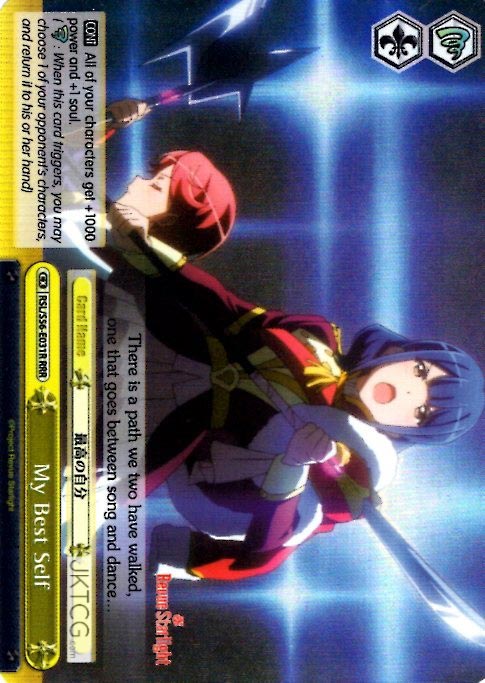 [CONT] All of your characters get +1000
power and +1 soul.
( : When this card triggers, you may
choose 1 of your opponent's characters,
and return it to his or her hand)
There is a path we two have walked,
one that goes between song and dance...
Revue Starlight
CX RSL/S56-E031R RRR
Card Name
最高の自分
My Best Self
JKTCG.com
©Project Revue Starlight